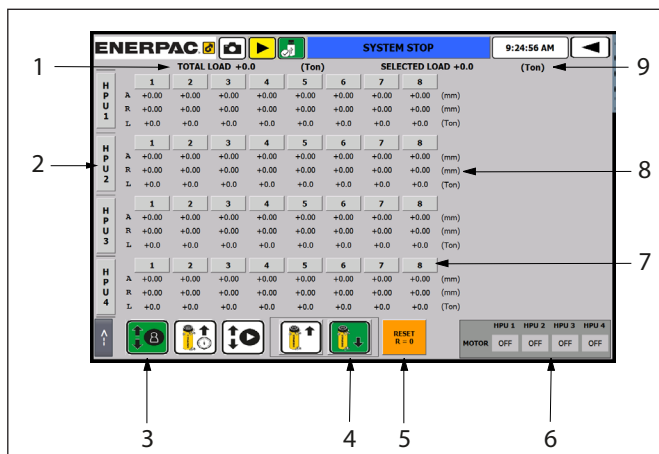 ENERPAC. SYSTEM STOP 9:24:56 AM
1 TOTAL LOAD +0.0 (Ton) SELECTED LOAD +0.0 (Ton) 9
HPU1 1 2 3 4 5 6 7 8
A +0.00 +0.00 +0.00 +0.00 +0.00 +0.00 +0.00 +0.00 (mm)
R +0.00 +0.00 +0.00 +0.00 +0.00 +0.00 +0.00 +0.00 (mm)
L +0.0 +0.0 +0.0 +0.0 +0.0 +0.0 +0.0 +0.0 (Ton)
2 HPU2 1 2 3 4 5 6 7 8
A +0.00 +0.00 +0.00 +0.00 +0.00 +0.00 +0.00 +0.00 (mm)
R +0.00 +0.00 +0.00 +0.00 +0.00 +0.00 +0.00 +0.00 (mm) 8
L +0.0 +0.0 +0.0 +0.0 +0.0 +0.0 +0.0 +0.0 (Ton)
HPU3 1 2 3 4 5 6 7 8
A +0.00 +0.00 +0.00 +0.00 +0.00 +0.00 +0.00 +0.00 (mm)
R +0.00 +0.00 +0.00 +0.00 +0.00 +0.00 +0.00 +0.00 (mm)
L +0.0 +0.0 +0.0 +0.0 +0.0 +0.0 +0.0 +0.0 (Ton)
HPU4 1 2 3 4 5 6 7 8 7
A +0.00 +0.00 +0.00 +0.00 +0.00 +0.00 +0.00 +0.00 (mm)
R +0.00 +0.00 +0.00 +0.00 +0.00 +0.00 +0.00 +0.00 (mm)
L +0.0 +0.0 +0.0 +0.0 +0.0 +0.0 +0.0 +0.0 (Ton)
8 RESET
R = 0
HPU 1 HPU 2 HPU 3 HPU 4
MOTOR OFF OFF OFF OFF
3 4 5 6